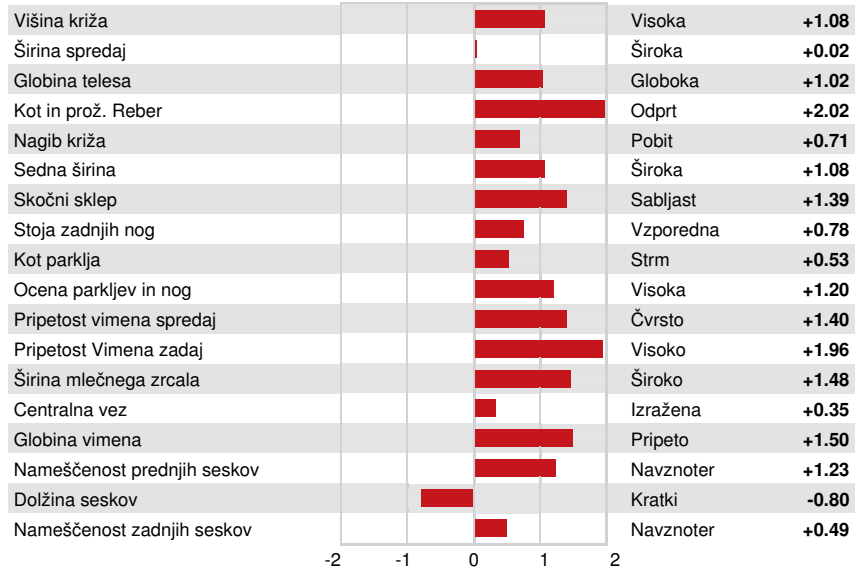 Višina križa Visoka +1.08
Širina spredaj Široka +0.02
Globina telesa Globoka +1.02
Kot in prož. Reber Odprt +2.02
Nagib križa Pobit +0.71
Sedna širina Široka +1.08
Skočni sklep Sabljast +1.39
Stoja zadnjih nog Vzporedna +0.78
Kot parklja Strm +0.53
Ocena parkljev in nog Visoka +1.20
Pripetost vimena spredaj Čvrsto +1.40
Pripetost Vimena zadaj Visoko +1.96
Širina mlečnega zrcala Široko +1.48
Centralna vez Izražena +0.35
Globina vimena Pripeto +1.50
Nameščenost prednjih seskov Navznoter +1.23
Dolžina seskov Kratki -0.80
Nameščenost zadnjih seskov Navznoter +0.49
-2 -1 0 1 2